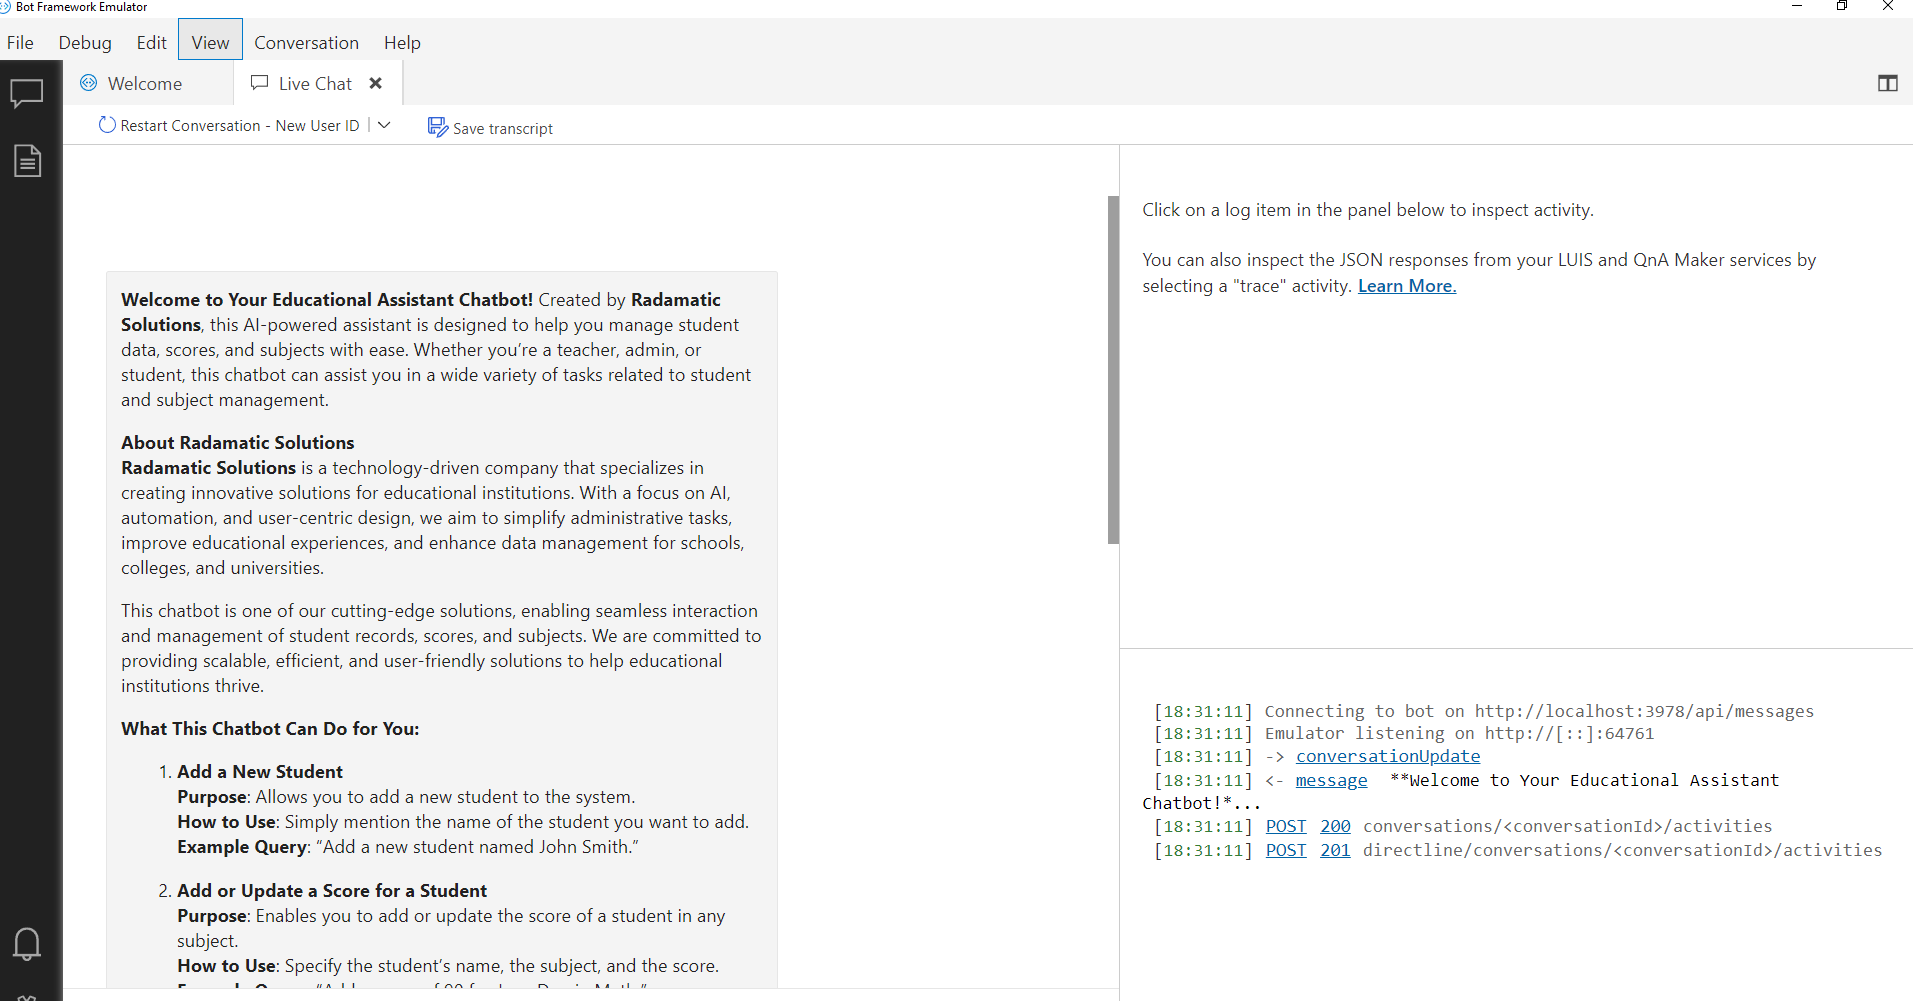 Bot Framework Emulator
File Debug Edit View Conversation Help
Welcome Live Chat
Restart Conversation - New User ID Save transcript
Welcome to Your Educational Assistant Chatbot! Created by Radamatic
Solutions, this AI-powered assistant is designed to help you manage student
data, scores, and subjects with ease. Whether you’re a teacher, admin, or
student, this chatbot can assist you in a wide variety of tasks related to student
and subject management.
About Radamatic Solutions
Radamatic Solutions is a technology-driven company that specializes in
creating innovative solutions for educational institutions. With a focus on AI,
automation, and user-centric design, we aim to simplify administrative tasks,
improve educational experiences, and enhance data management for schools,
colleges, and universities.
This chatbot is one of our cutting-edge solutions, enabling seamless interaction
and management of student records, scores, and subjects. We are committed to
providing scalable, efficient, and user-friendly solutions to help educational
institutions thrive.
What This Chatbot Can Do for You:
1. Add a New Student
Purpose: Allows you to add a new student to the system.
How to Use: Simply mention the name of the student you want to add.
Example Query: “Add a new student named John Smith.”
2. Add or Update a Score for a Student
Purpose: Enables you to add or update the score of a student in any
subject.
How to Use: Specify the student’s name, the subject, and the score.
Click on a log item in the panel below to inspect activity.
You can also inspect the JSON responses from your LUIS and QnA Maker services by
selecting a "trace" activity. Learn More.
[18:31:11] Connecting to bot on http://localhost:3978/api/messages
[18:31:11] Emulator listening on http://[::]:64761
[18:31:11] -> conversationUpdate
[18:31:11] <- message **Welcome to Your Educational Assistant
Chatbot!*...
[18:31:11] POST 200 conversations/<conversationId>/activities
[18:31:11] POST 201 directline/conversations/<conversationId>/activities